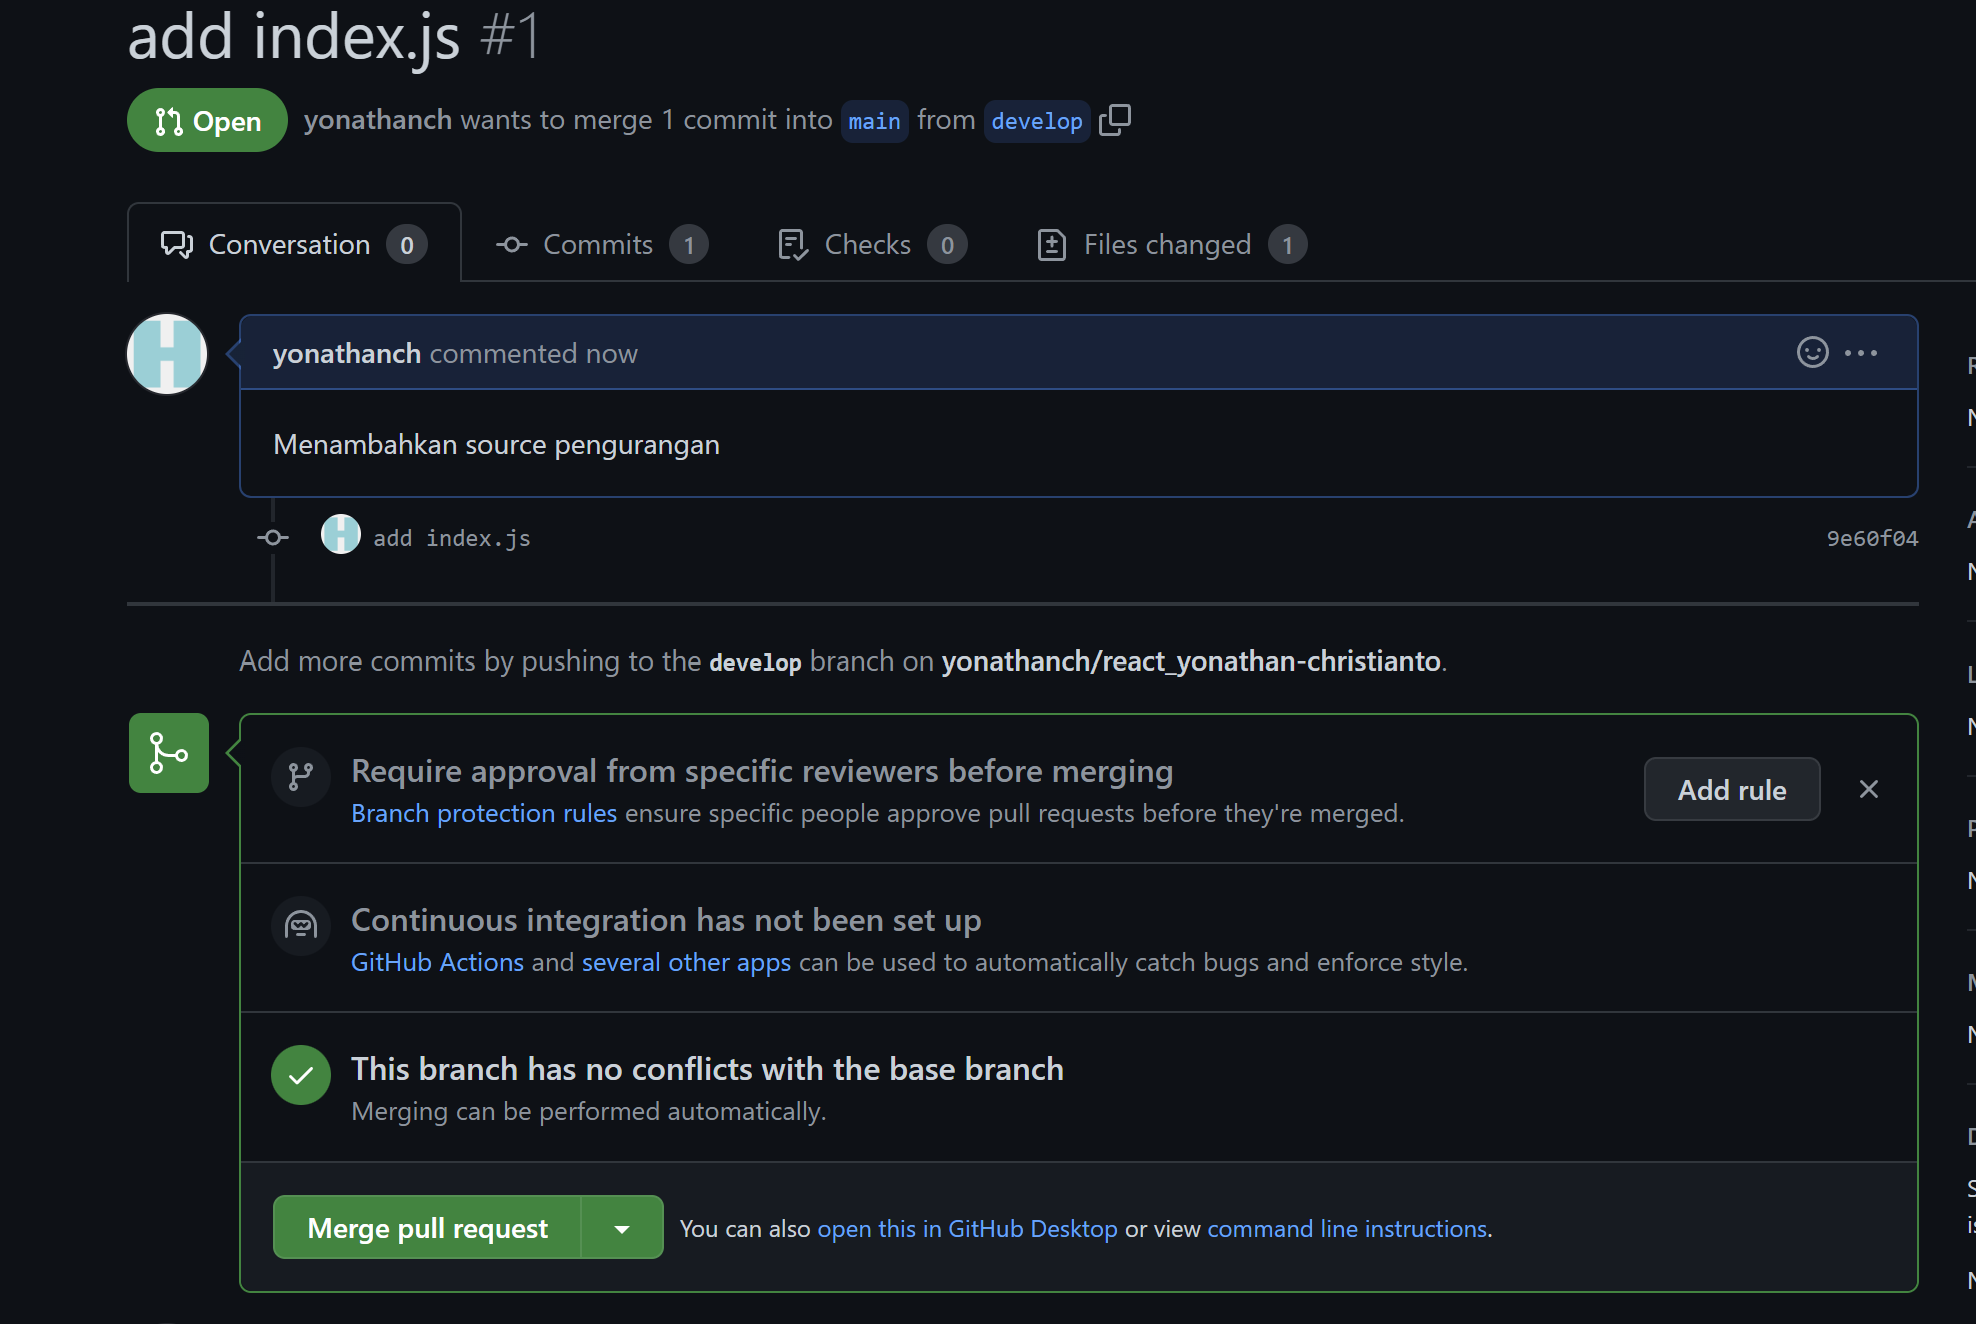 add index.js #1
Open yonathanch wants to merge 1 commit into main from develop
Conversation 0 Commits 1 Checks 0 Files changed 1
yonathanch commented now
Menambahkan source pengurangan
add index.js 9e60f04
Add more commits by pushing to the develop branch on yonathanch/react_yonathan-christianto.
Require approval from specific reviewers before merging
Branch protection rules ensure specific people approve pull requests before they're merged.
Add rule
Continuous integration has not been set up
GitHub Actions and several other apps can be used to automatically catch bugs and enforce style.
This branch has no conflicts with the base branch
Merging can be performed automatically.
Merge pull request You can also open this in GitHub Desktop or view command line instructions.